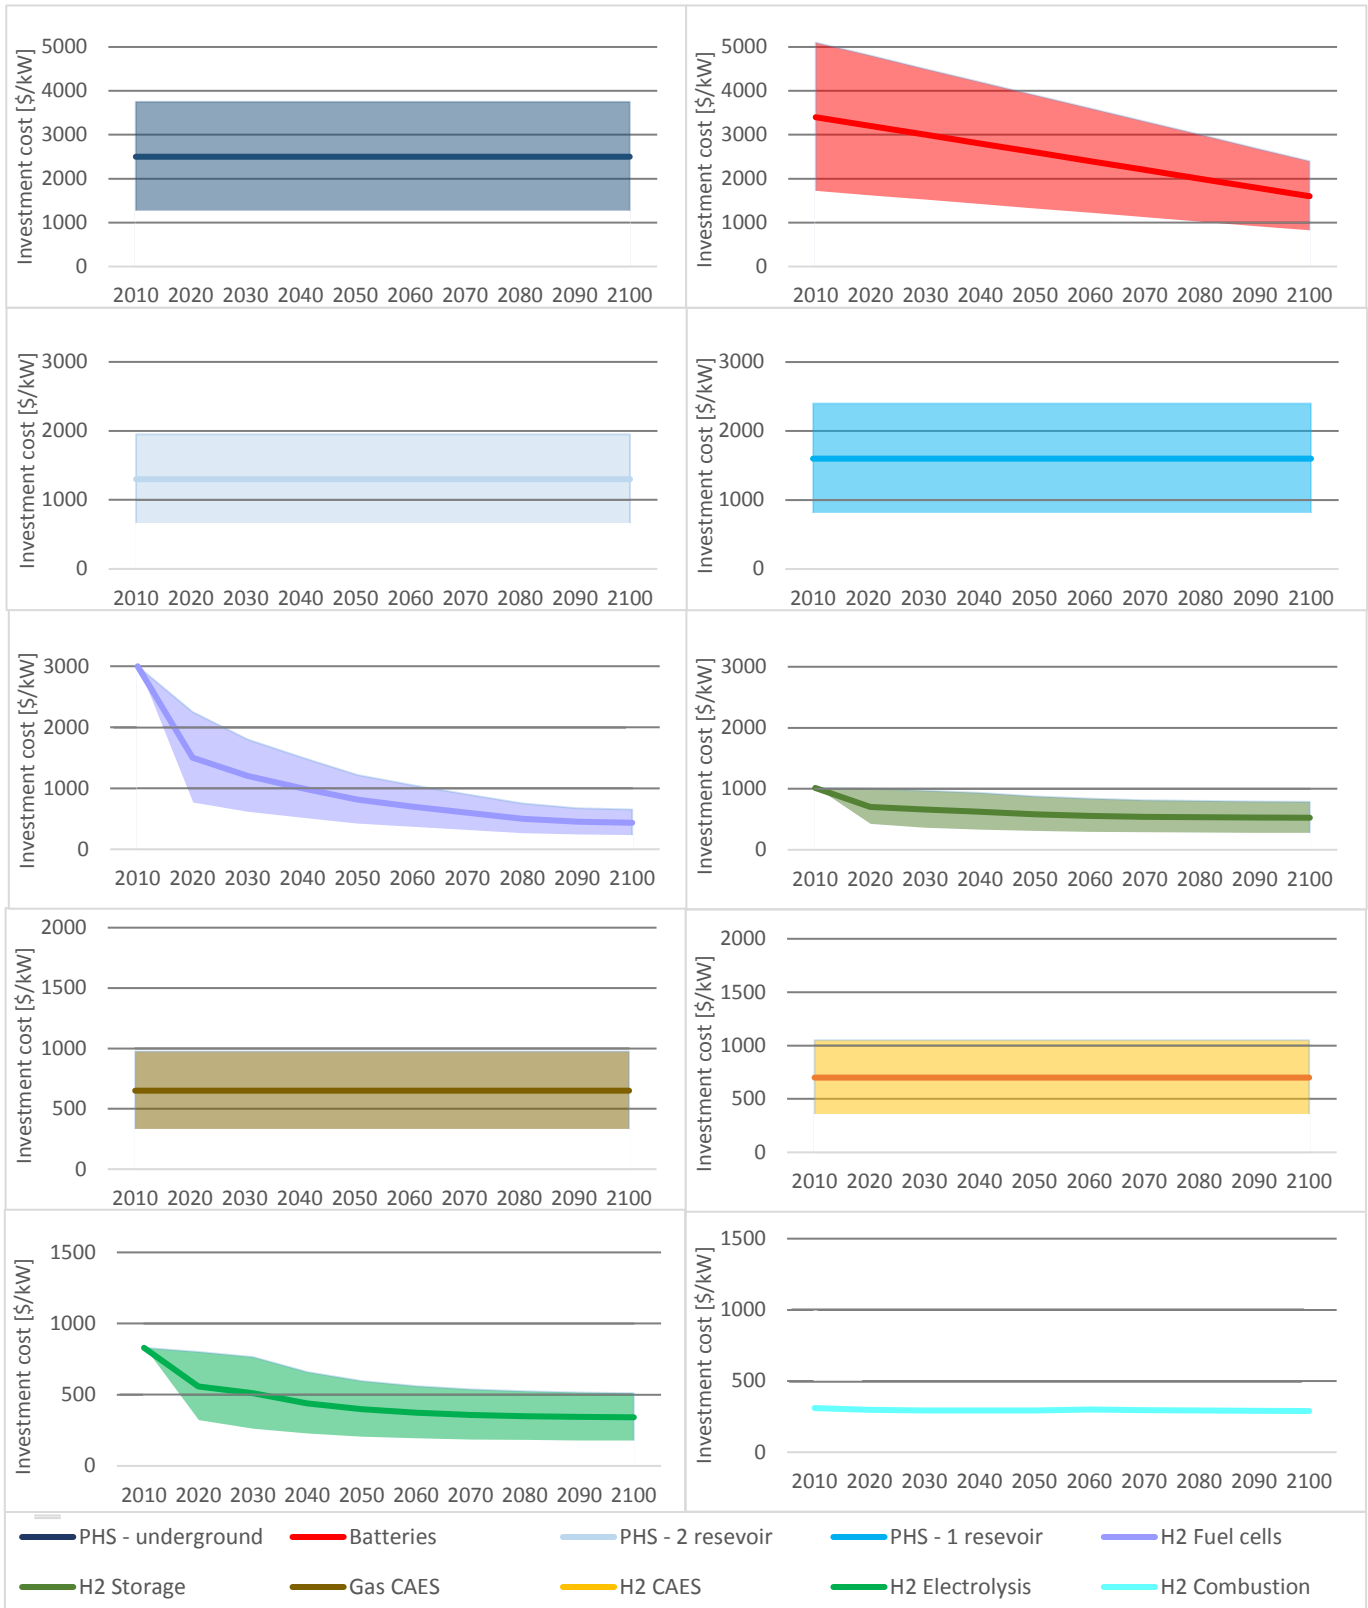 Investment cost [$/kW]
5000
4000
3000
2000
1000
0
2010 2020 2030 2040 2050 2060 2070 2080 2090 2100
Investment cost [$/kW]
5000
4000
3000
2000
1000
0
2010 2020 2030 2040 2050 2060 2070 2080 2090 2100
Investment cost [$/kW]
3000
2000
1000
0
2010 2020 2030 2040 2050 2060 2070 2080 2090 2100
Investment cost [$/kW]
3000
2000
1000
0
2010 2020 2030 2040 2050 2060 2070 2080 2090 2100
Investment cost [$/kW]
3000
2000
1000
0
2010 2020 2030 2040 2050 2060 2070 2080 2090 2100
Investment cost [$/kW]
3000
2000
1000
0
2010 2020 2030 2040 2050 2060 2070 2080 2090 2100
Investment cost [$/kW]
2000
1500
1000
500
0
2010 2020 2030 2040 2050 2060 2070 2080 2090 2100
Investment cost [$/kW]
2000
1500
1000
500
0
2010 2020 2030 2040 2050 2060 2070 2080 2090 2100
Investment cost [$/kW]
1500
1000
500
0
2010 2020 2030 2040 2050 2060 2070 2080 2090 2100
Investment cost [$/kW]
1500
1000
500
0
2010 2020 2030 2040 2050 2060 2070 2080 2090 2100
PHS - underground Batteries PHS - 2 resevoir PHS - 1 resevoir H2 Fuel cells
H2 Storage Gas CAES H2 CAES H2 Electrolysis H2 Combustion